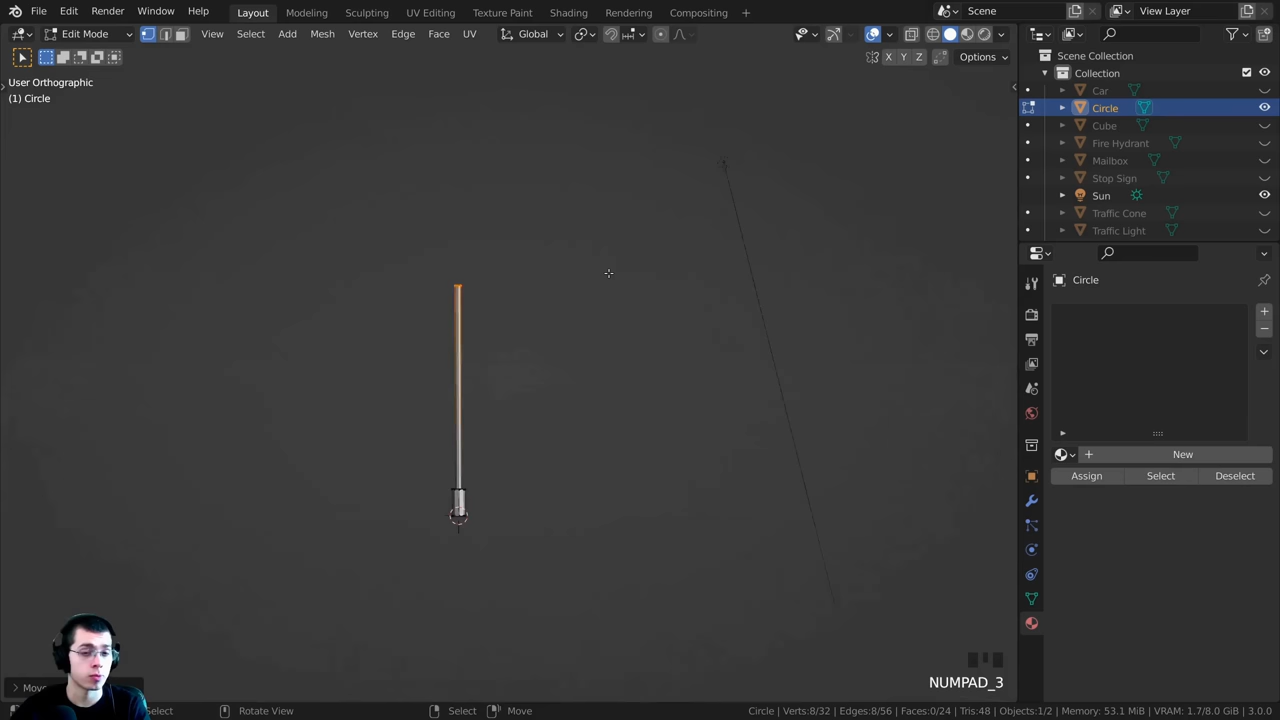 File Edit Render Window Help Layout Modeling Sculpting UV Editing Texture Paint Shading Rendering Compositing + Scene View Layer
Edit Mode View Select Add Mesh Vertex Edge Face UV Global
X Y Z Options
User Orthographic
(1) Circle
Scene Collection
Collection
Car
Circle
Cube
Fire Hydrant
Mailbox
Stop Sign
Sun
Traffic Cone
Traffic Light
Circle
New
Assign Select Deselect
NUMPAD_3
Move
Select Rotate View Select Move Circle | Verts:8/32 | Edges:8/56 | Faces:0/24 | Tris:48 | Objects:1/2 | Memory: 53.1 MiB | VRAM: 1.7/8.0 GiB | 3.0.0